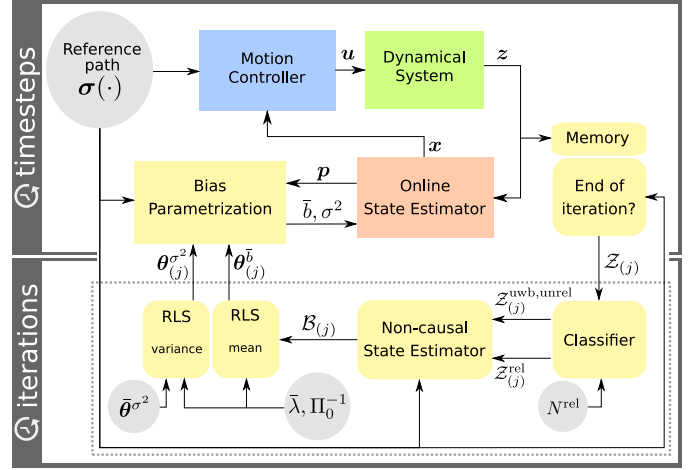 timesteps
Reference
path
σ(·)
Motion
Controller
u
Dynamical
System
z
Memory
x
Bias
Parametrization
p
b̄, σ²
Online
State Estimator
End of
iteration?
θ_(j)^{σ²}
θ_(j)^{b̄}
𝒵_(j)
iterations
RLS
variance
RLS
mean
ℬ_(j)
Non-causal
State Estimator
𝒵_(j)^{uwb,unrel}
𝒵_(j)^{rel}
Classifier
θ̄^{σ²}
λ̄, Π₀⁻¹
N^{rel}